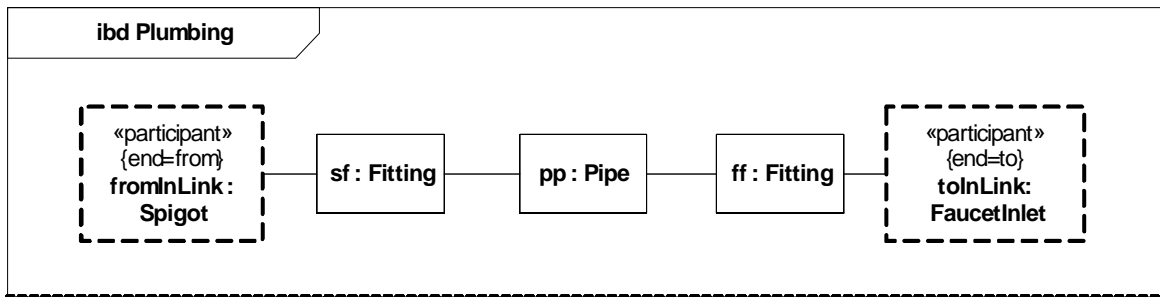 ibd Plumbing
«participant»
{end=from}
fromInLink :
Spigot
sf : Fitting
pp : Pipe
ff : Fitting
«participant»
{end=to}
toInLink:
FaucetInlet